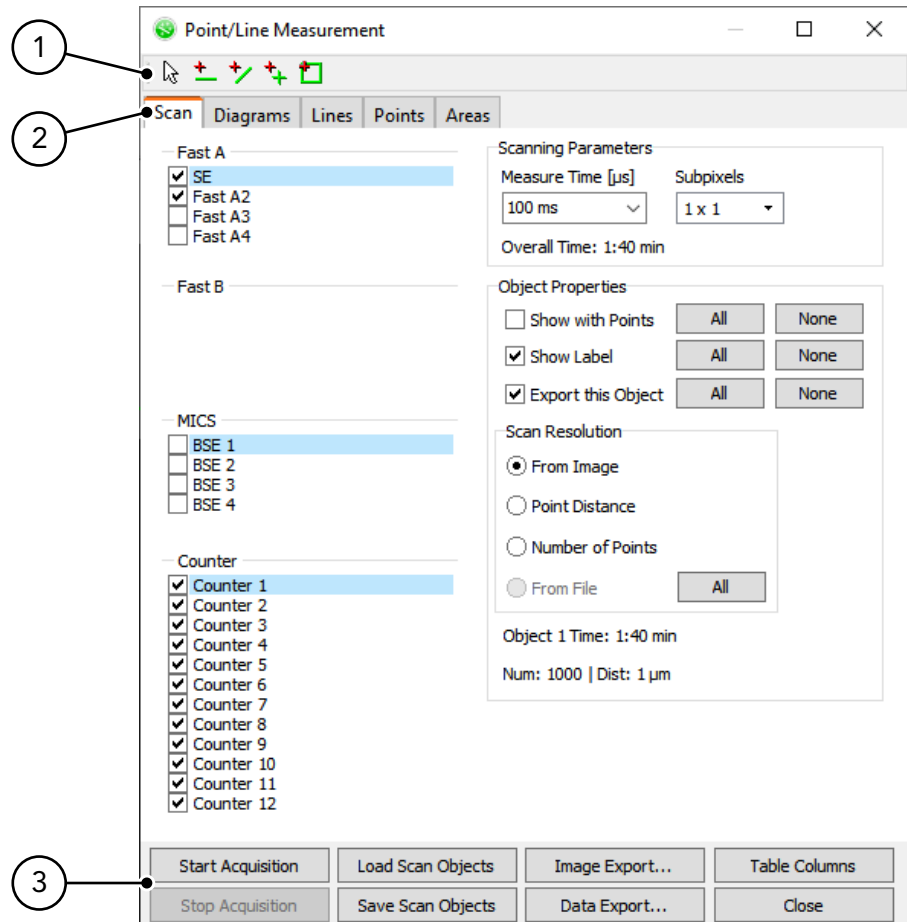 Point/Line Measurement
1
2
Scan Diagrams Lines Points Areas
Fast A
SE
Fast A2
Fast A3
Fast A4
Fast B
MICS
BSE 1
BSE 2
BSE 3
BSE 4
Counter
Counter 1
Counter 2
Counter 3
Counter 4
Counter 5
Counter 6
Counter 7
Counter 8
Counter 9
Counter 10
Counter 11
Counter 12
Scanning Parameters
Measure Time [µs] Subpixels
100 ms 1 x 1
Overall Time: 1:40 min
Object Properties
Show with Points All None
Show Label All None
Export this Object All None
Scan Resolution
From Image
Point Distance
Number of Points
From File All
Object 1 Time: 1:40 min
Num: 1000 | Dist: 1 µm
3
Start Acquisition Load Scan Objects Image Export... Table Columns
Stop Acquisition Save Scan Objects Data Export... Close